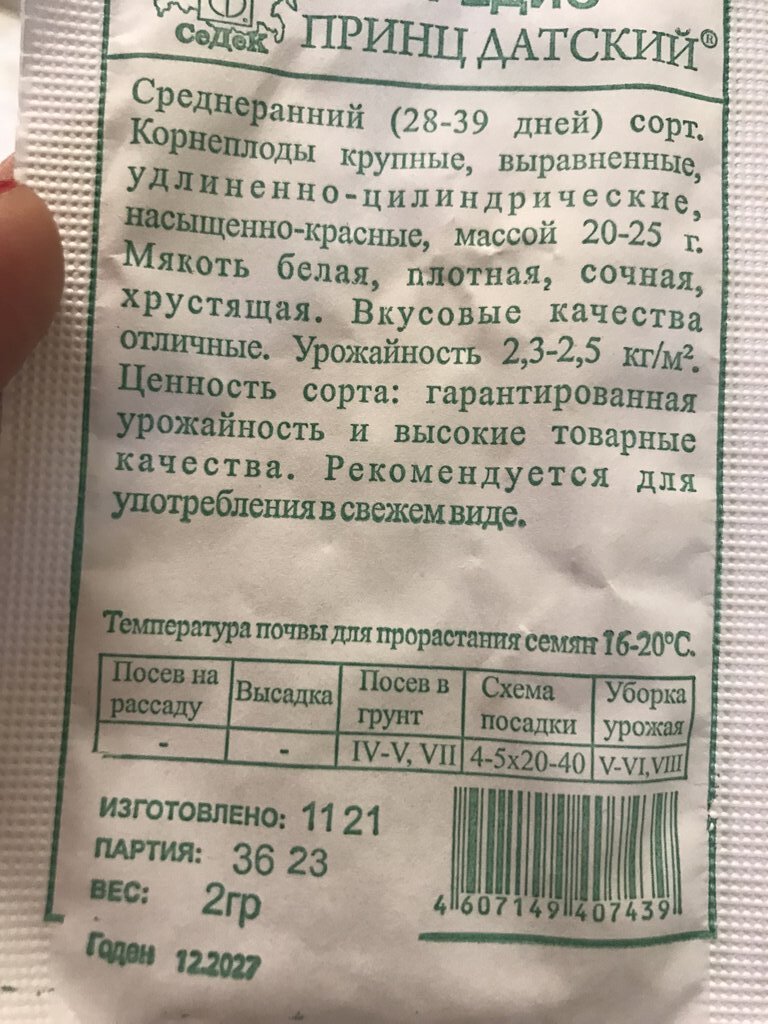 СеДеК
РЕДИС
ПРИНЦ ДАТСКИЙ®
Среднеранний (28-39 дней) сорт.
Корнеплоды крупные, выравненные,
удлиненно-цилиндрические,
насыщенно-красные, массой 20-25 г.
Мякоть белая, плотная, сочная,
хрустящая. Вкусовые качества
отличные. Урожайность 2,3-2,5 кг/м².
Ценность сорта: гарантированная
урожайность и высокие товарные
качества. Рекомендуется для
употребления в свежем виде.
Температура почвы для прорастания семян 16-20°С.
Посев на рассаду Высадка Посев в грунт Схема посадки Уборка урожая
- - IV-V, VII 4-5х20-40 V-VI,VIII
ИЗГОТОВЛЕНО: 11 21
ПАРТИЯ: 36 23
ВЕС: 2гр
4 607149 407439
Годен 12.2027